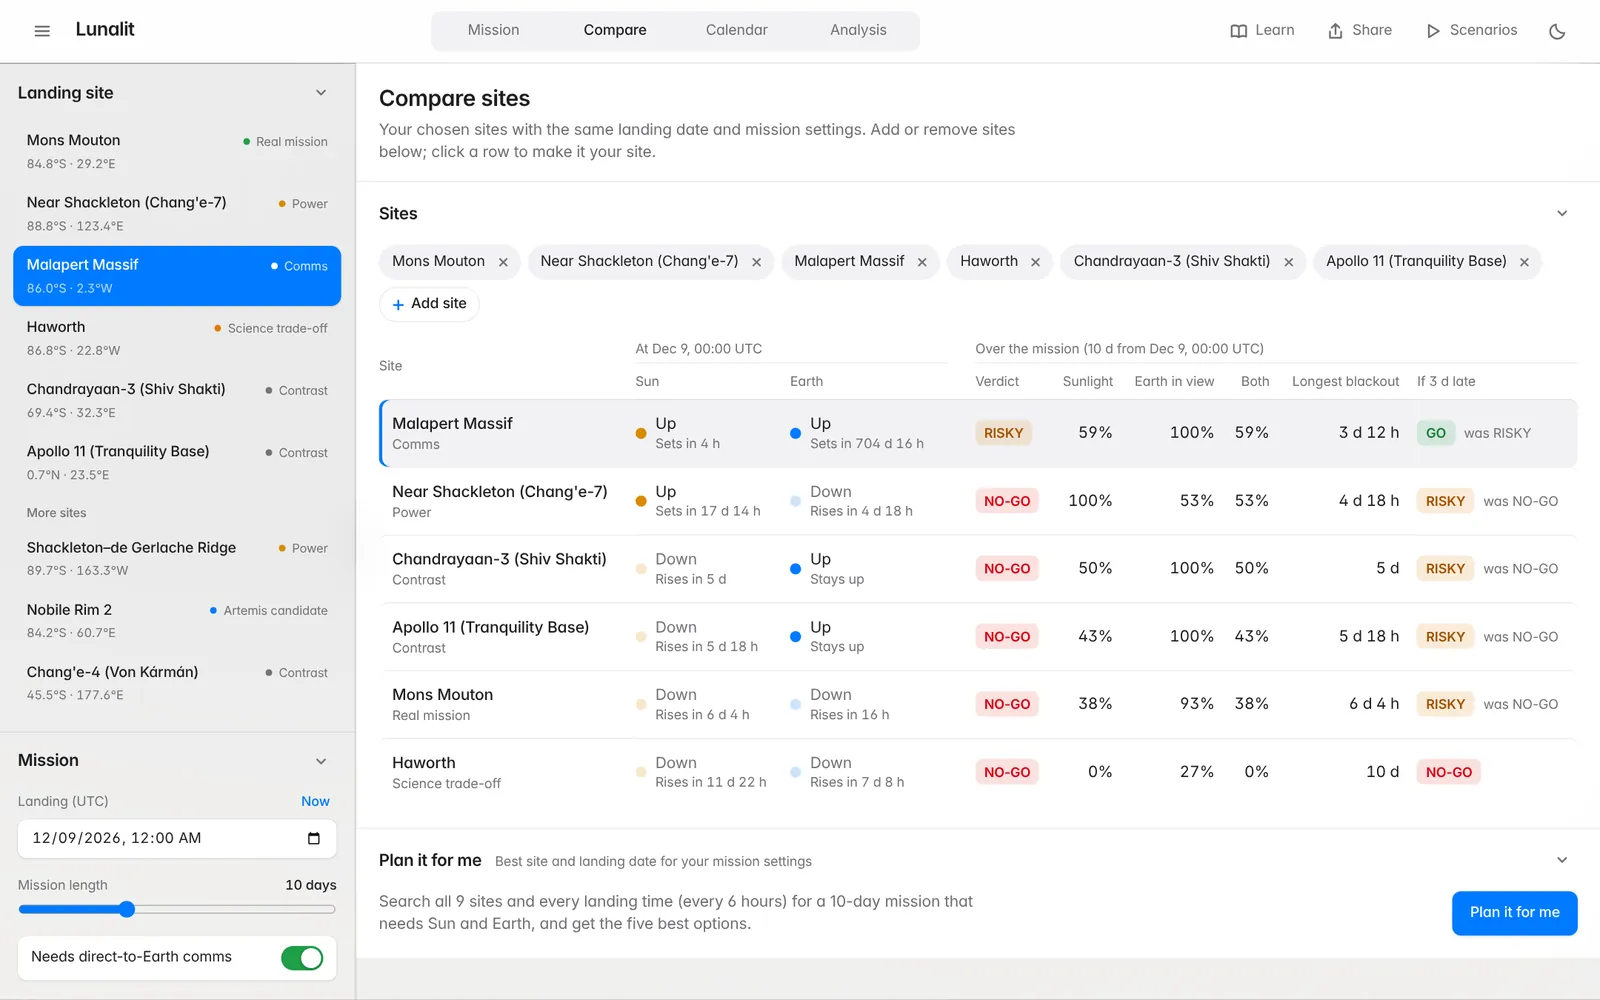 Lunalit
Mission
Compare
Calendar
Analysis
Learn
Share
Scenarios
Landing site
Mons Mouton
Real mission
84.8°S · 29.2°E
Near Shackleton (Chang'e-7)
Power
88.8°S · 123.4°E
Malapert Massif
Comms
86.0°S · 2.3°W
Haworth
Science trade-off
86.8°S · 22.8°W
Chandrayaan-3 (Shiv Shakti)
Contrast
69.4°S · 32.3°E
Apollo 11 (Tranquility Base)
Contrast
0.7°N · 23.5°E
More sites
Shackleton–de Gerlache Ridge
Power
89.7°S · 163.3°W
Nobile Rim 2
Artemis candidate
84.2°S · 60.7°E
Chang'e-4 (Von Kármán)
Contrast
45.5°S · 177.6°E
Mission
Landing (UTC)
Now
12/09/2026, 12:00 AM
Mission length
10 days
Needs direct-to-Earth comms
Compare sites
Your chosen sites with the same landing date and mission settings. Add or remove sites
below; click a row to make it your site.
Sites
Mons Mouton ×
Near Shackleton (Chang'e-7) ×
Malapert Massif ×
Haworth ×
Chandrayaan-3 (Shiv Shakti) ×
Apollo 11 (Tranquility Base) ×
+ Add site
Site
At Dec 9, 00:00 UTC
Over the mission (10 d from Dec 9, 00:00 UTC)
Sun
Earth
Verdict
Sunlight
Earth in view
Both
Longest blackout
If 3 d late
Malapert Massif
Comms
Up
Sets in 4 h
Up
Sets in 704 d 16 h
RISKY
59%
100%
59%
3 d 12 h
GO was RISKY
Near Shackleton (Chang'e-7)
Power
Up
Sets in 17 d 14 h
Down
Rises in 4 d 18 h
NO-GO
100%
53%
53%
4 d 18 h
RISKY was NO-GO
Chandrayaan-3 (Shiv Shakti)
Contrast
Down
Rises in 5 d
Up
Stays up
NO-GO
50%
100%
50%
5 d
RISKY was NO-GO
Apollo 11 (Tranquility Base)
Contrast
Down
Rises in 5 d 18 h
Up
Stays up
NO-GO
43%
100%
43%
5 d 18 h
RISKY was NO-GO
Mons Mouton
Real mission
Down
Rises in 6 d 4 h
Down
Rises in 16 h
NO-GO
38%
93%
38%
6 d 4 h
RISKY was NO-GO
Haworth
Science trade-off
Down
Rises in 11 d 22 h
Down
Rises in 7 d 8 h
NO-GO
0%
27%
0%
10 d
NO-GO
Plan it for me
Best site and landing date for your mission settings
Search all 9 sites and every landing time (every 6 hours) for a 10-day mission that
needs Sun and Earth, and get the five best options.
Plan it for me